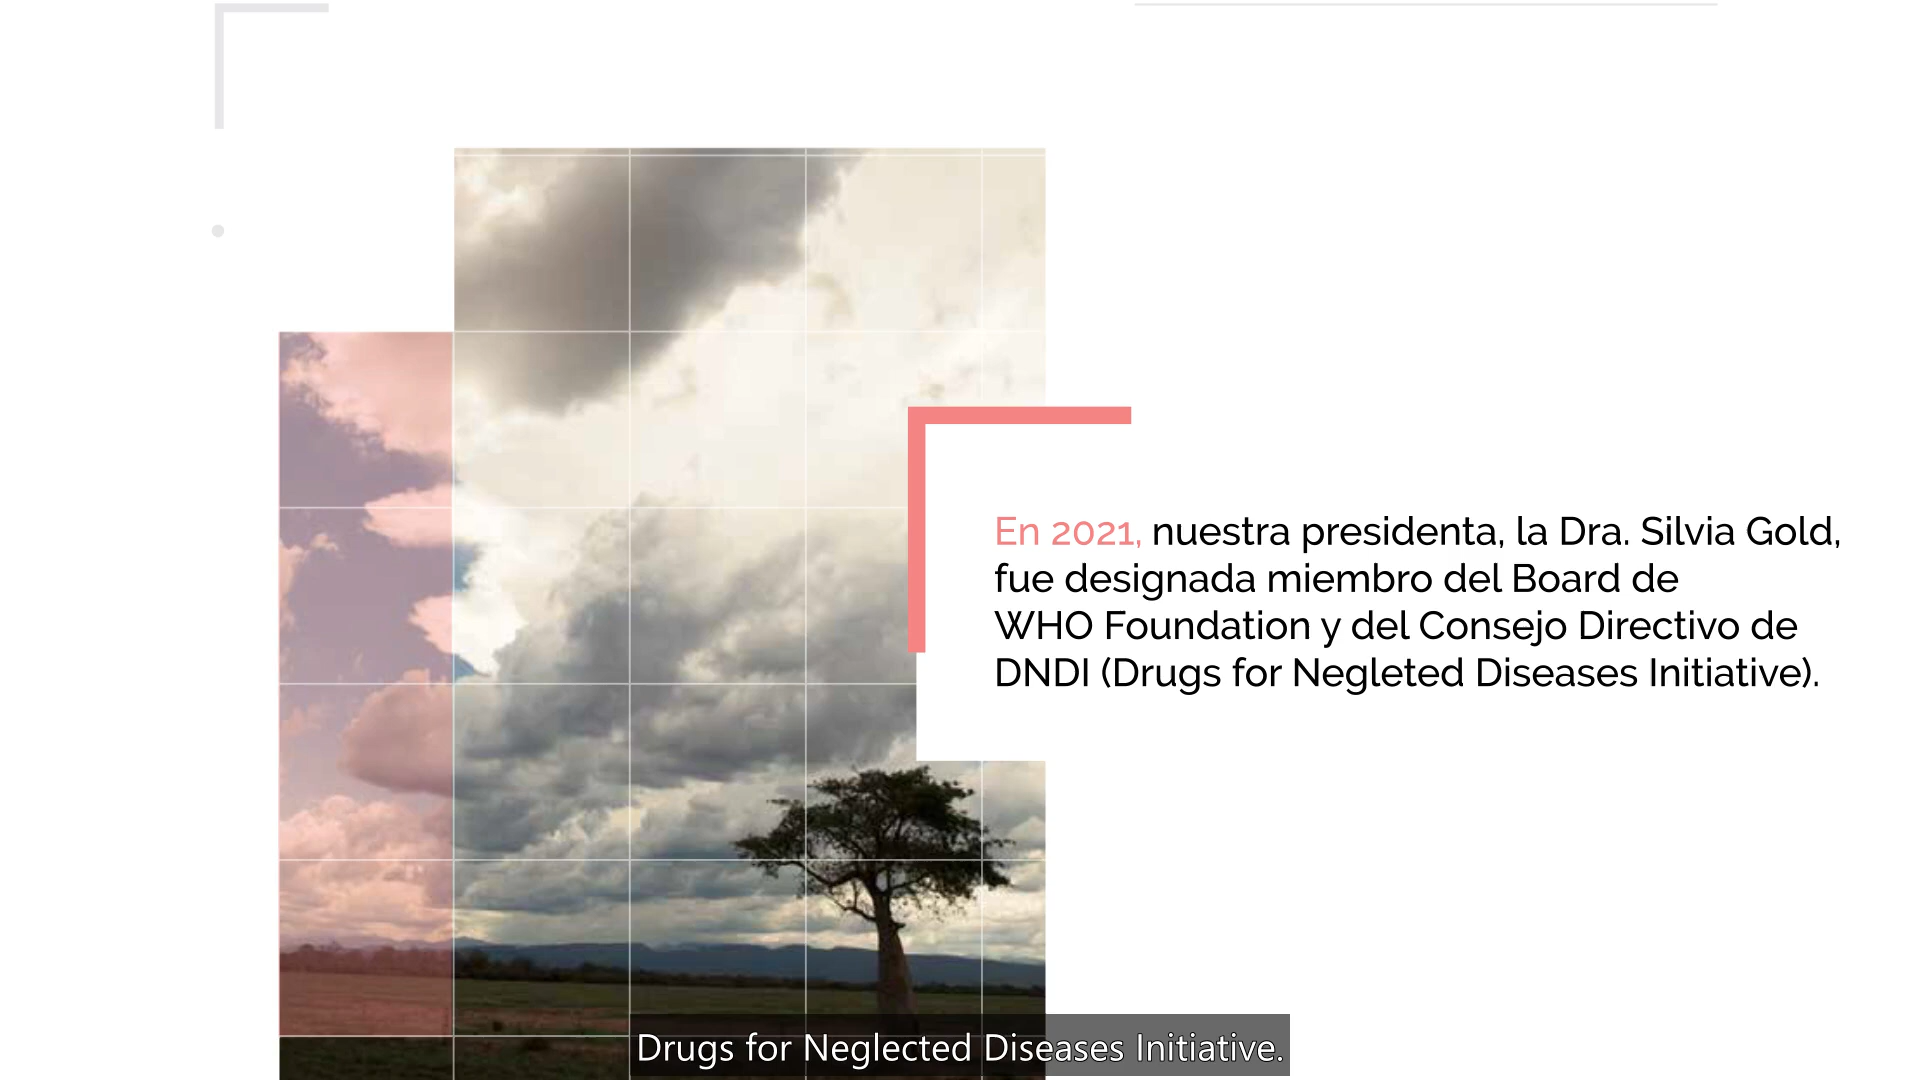 En 2021, nuestra presidenta, la Dra. Silvia Gold,
fue designada miembro del Board de
WHO Foundation y del Consejo Directivo de
DNDI (Drugs for Negleted Diseases Initiative).
Drugs for Neglected Diseases Initiative.